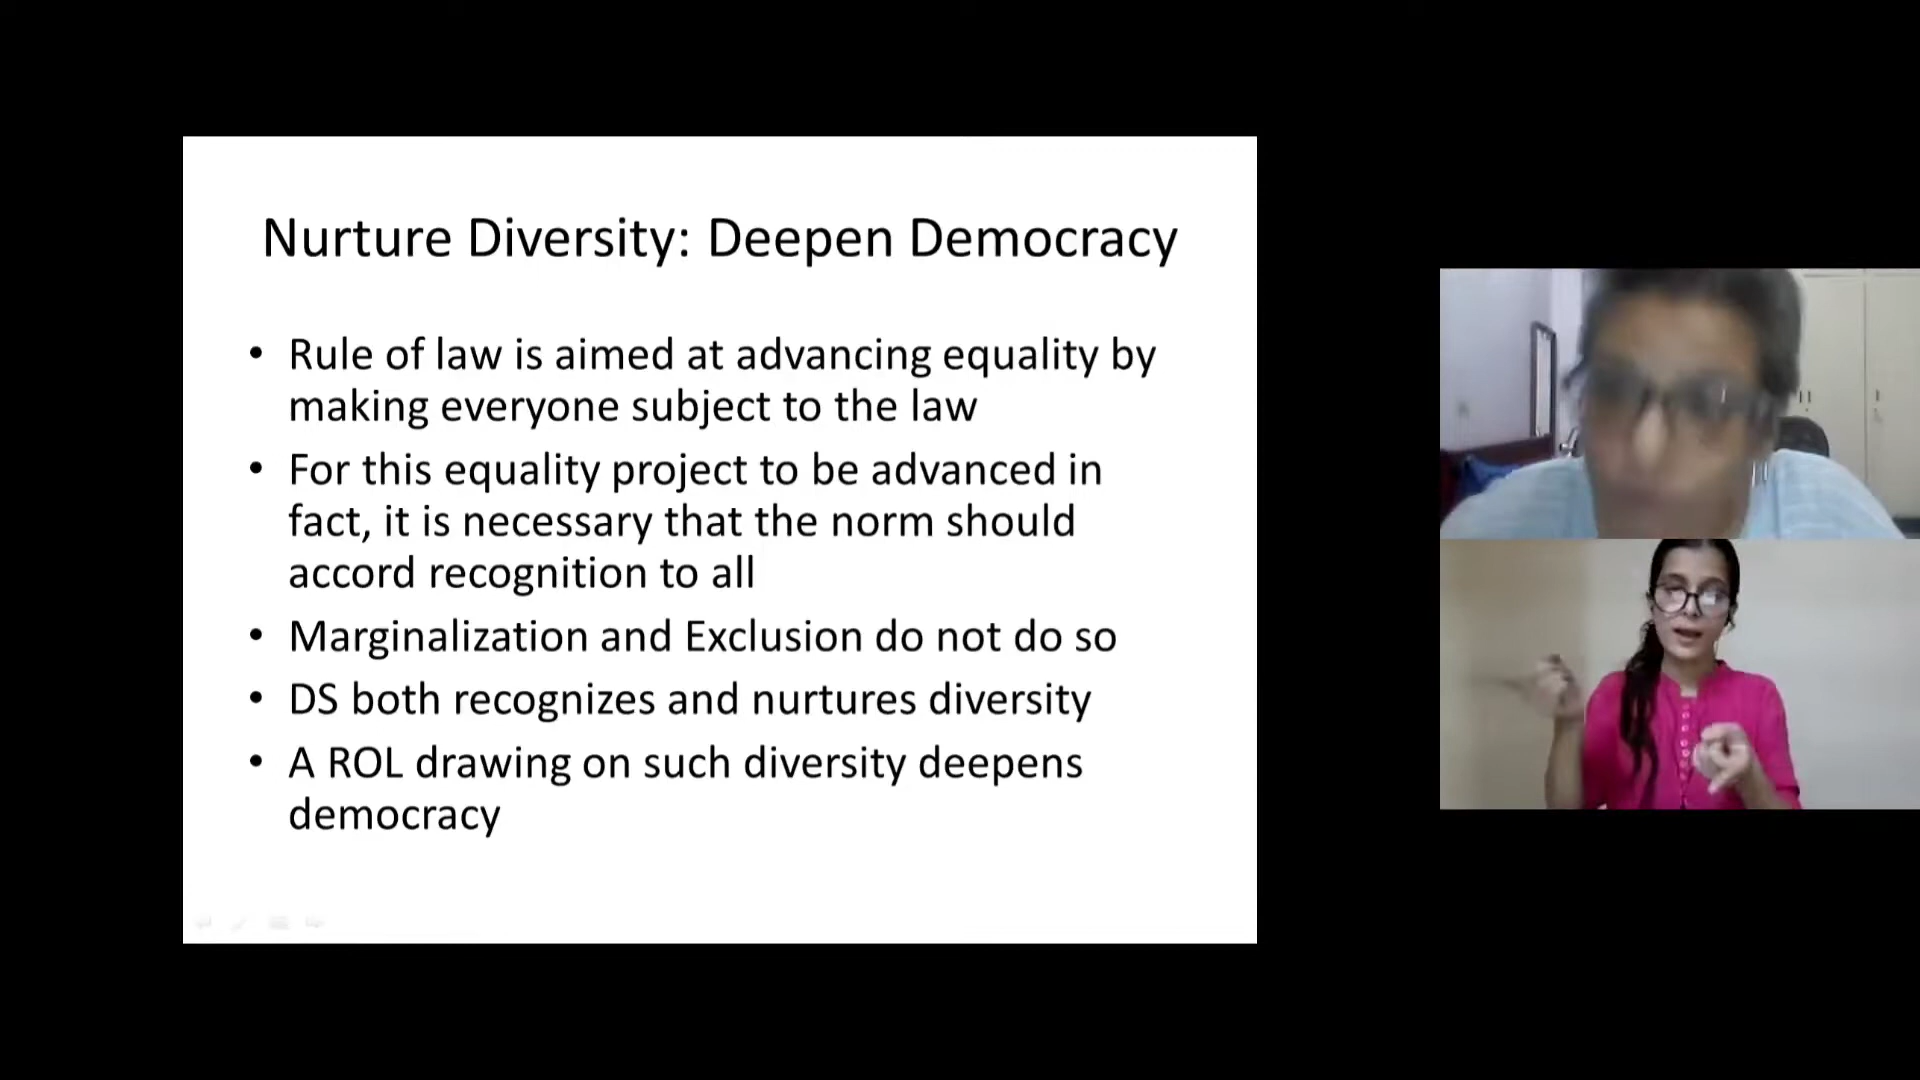 Nurture Diversity: Deepen Democracy
• Rule of law is aimed at advancing equality by
making everyone subject to the law
• For this equality project to be advanced in
fact, it is necessary that the norm should
accord recognition to all
• Marginalization and Exclusion do not do so
• DS both recognizes and nurtures diversity
• A ROL drawing on such diversity deepens
democracy